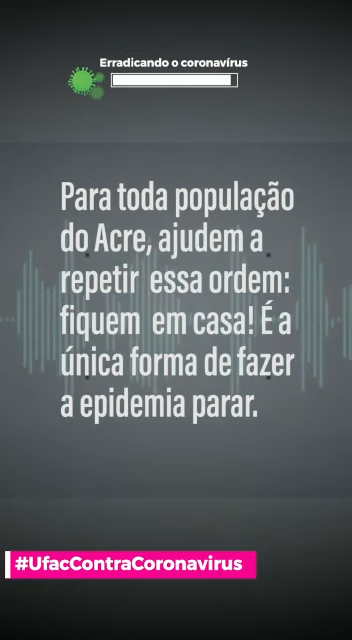 Erradicando o coronavírus
Para toda população
do Acre, ajudem a
repetir essa ordem:
fiquem em casa! É a
única forma de fazer
a epidemia parar.
#UfacContraCoronavirus